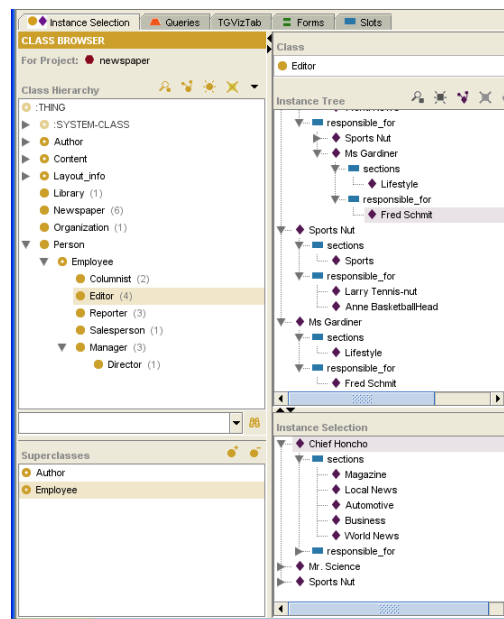 Instance Selection
Queries
TGVizTab
Forms
Slots
CLASS BROWSER
For Project: newspaper
Class Hierarchy
:THING
:SYSTEM-CLASS
Author
Content
Layout_info
Library (1)
Newspaper (6)
Organization (1)
Person
Employee
Columnist (2)
Editor (4)
Reporter (3)
Salesperson (1)
Manager (3)
Director (1)
Superclasses
Author
Employee
Class
Editor
Instance Tree
responsible_for
Sports Nut
Ms Gardiner
sections
Lifestyle
responsible_for
Fred Schmit
Sports Nut
sections
Sports
responsible_for
Larry Tennis-nut
Anne BasketballHead
Ms Gardiner
sections
Lifestyle
responsible_for
Fred Schmit
Instance Selection
Chief Honcho
sections
Magazine
Local News
Automotive
Business
World News
responsible_for
Mr. Science
Sports Nut